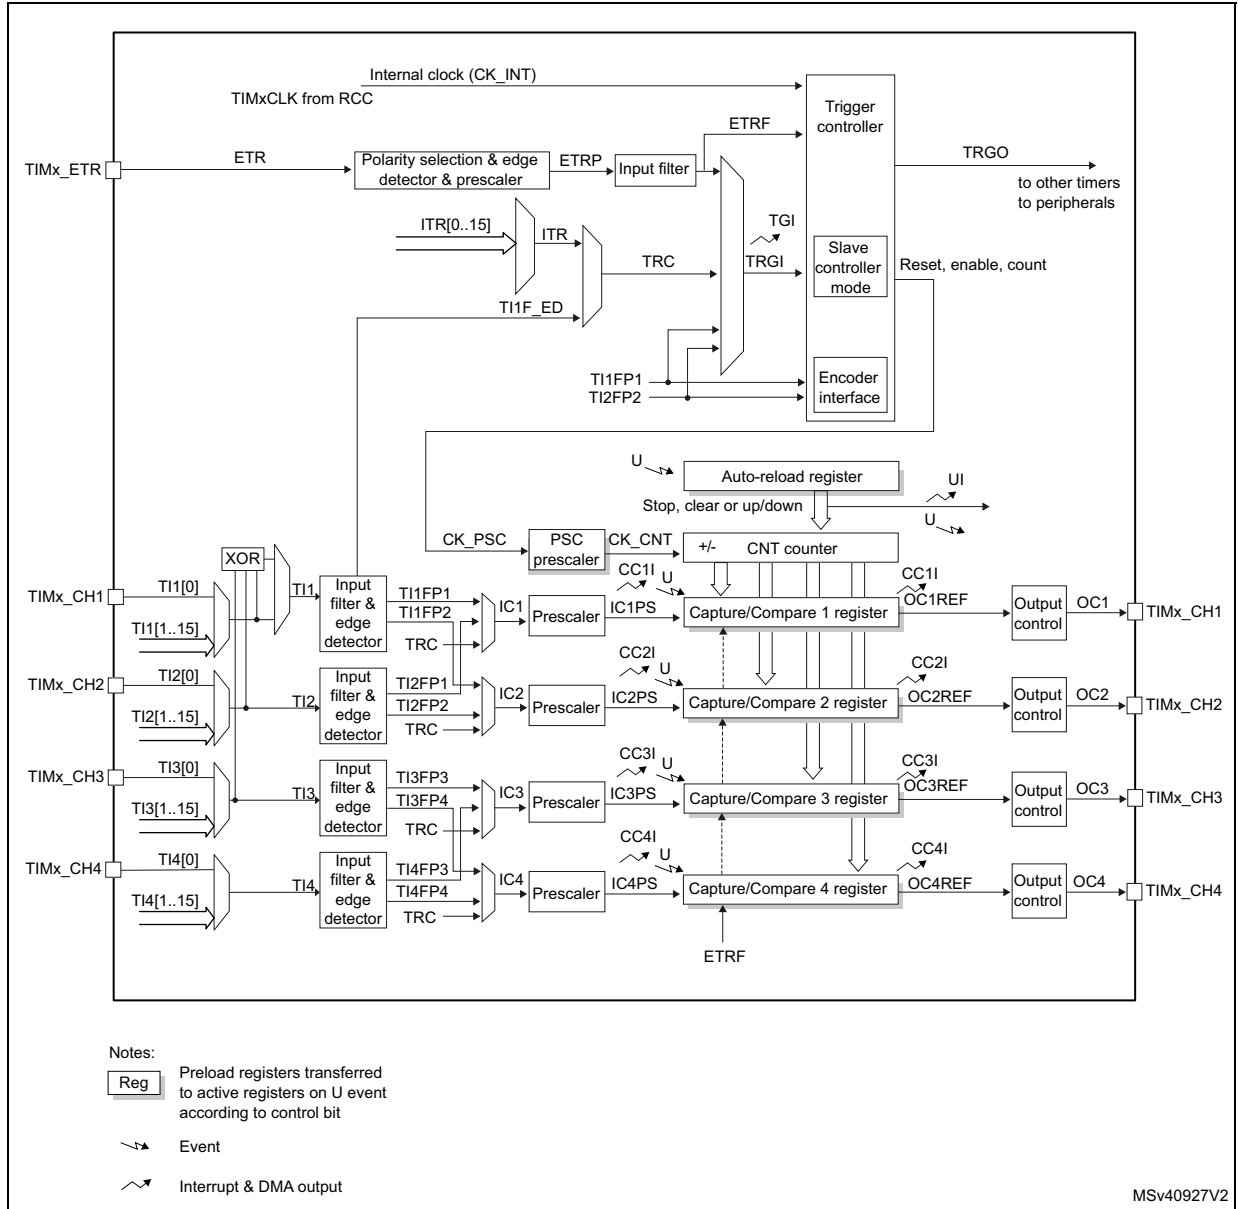 Internal clock (CK_INT)
TIMxCLK from RCC
Trigger
controller
ETRF
TIMx_ETR
ETR
Polarity selection & edge
detector & prescaler
ETRP
Input filter
TRGO
to other timers
to peripherals
ITR[0..15]
ITR
TGI
TRC
TRGI
Slave
controller
mode
Reset, enable, count
TI1F_ED
TI1FP1
TI2FP2
Encoder
interface
U
Auto-reload register
UI
Stop, clear or up/down
U
CK_PSC
PSC
prescaler
CK_CNT
+/-
CNT counter
XOR
TIMx_CH1
TI1[0]
TI1[1..15]
TI1
Input
filter &
edge
detector
TI1FP1
TI1FP2
TRC
IC1
Prescaler
IC1PS
CC1I
U
Capture/Compare 1 register
CC1I
OC1REF
Output
control
OC1
TIMx_CH1
TIMx_CH2
TI2[0]
TI2[1..15]
TI2
Input
filter &
edge
detector
TI2FP1
TI2FP2
TRC
IC2
Prescaler
IC2PS
CC2I
U
Capture/Compare 2 register
CC2I
OC2REF
Output
control
OC2
TIMx_CH2
TIMx_CH3
TI3[0]
TI3[1..15]
TI3
Input
filter &
edge
detector
TI3FP3
TI3FP4
TRC
IC3
Prescaler
IC3PS
CC3I
U
Capture/Compare 3 register
CC3I
OC3REF
Output
control
OC3
TIMx_CH3
TIMx_CH4
TI4[0]
TI4[1..15]
TI4
Input
filter &
edge
detector
TI4FP3
TI4FP4
TRC
IC4
Prescaler
IC4PS
CC4I
U
Capture/Compare 4 register
CC4I
OC4REF
Output
control
OC4
TIMx_CH4
ETRF
Notes:
Reg
Preload registers transferred
to active registers on U event
according to control bit
Event
Interrupt & DMA output
MSv40927V2